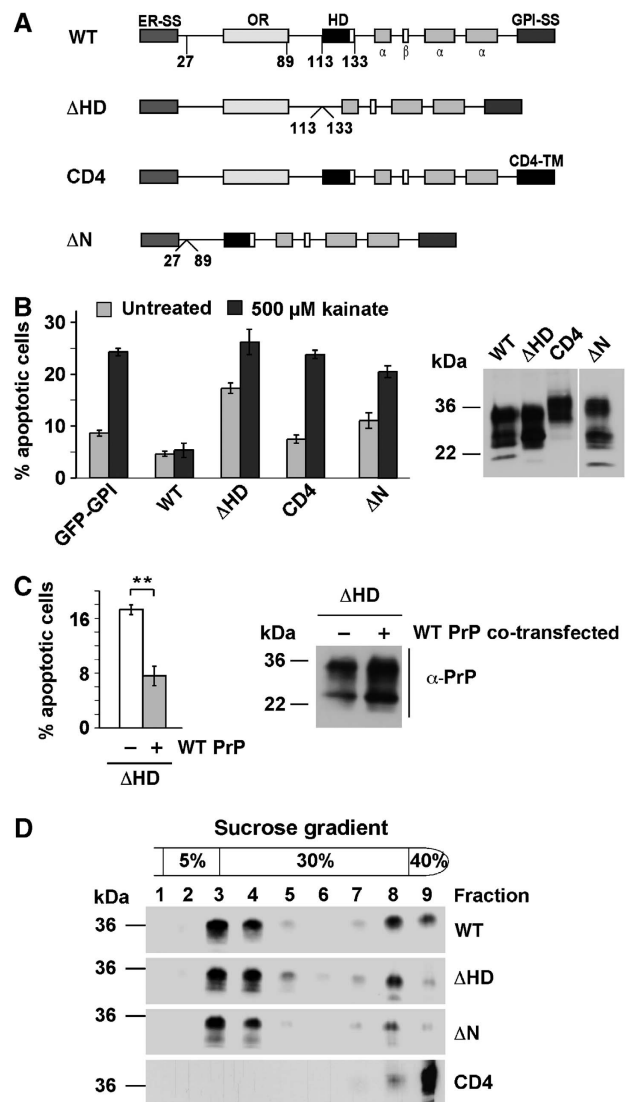 A
ER-SS OR HD GPI-SS
WT
α β α α
27 89 113 133
ΔHD
113 133
CD4-TM
CD4
ΔN
27 89
B
Untreated 500 µM kainate
% apoptotic cells
30
20
10
0
GFP-GPI WT ΔHD CD4 ΔN
WT ΔHD CD4 ΔN
kDa
36
22
C
% apoptotic cells
16
8
0
**
– + WT PrP
ΔHD
ΔHD
kDa – + WT PrP co-transfected
36
22
α-PrP
D
Sucrose gradient
5% 30% 40%
kDa 1 2 3 4 5 6 7 8 9 Fraction
36 WT
36 ΔHD
36 ΔN
36 CD4